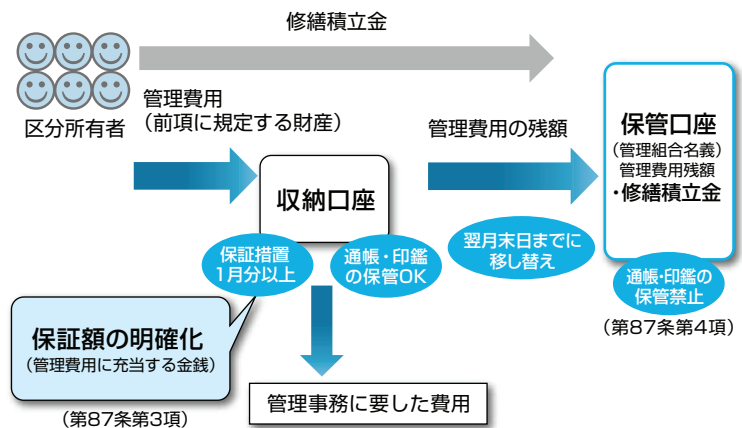 修繕積立金
区分所有者
管理費用
(前項に規定する財産)
管理費用の残額
保管口座
(管理組合名義)
管理費用残額
・修繕積立金
収納口座
保証措置
1月分以上
通帳・印鑑
の保管OK
翌月末日までに
移し替え
通帳・印鑑の
保管禁止
(第87条第4項)
保証額の明確化
(管理費用に充当する金銭)
(第87条第3項)
管理事務に要した費用